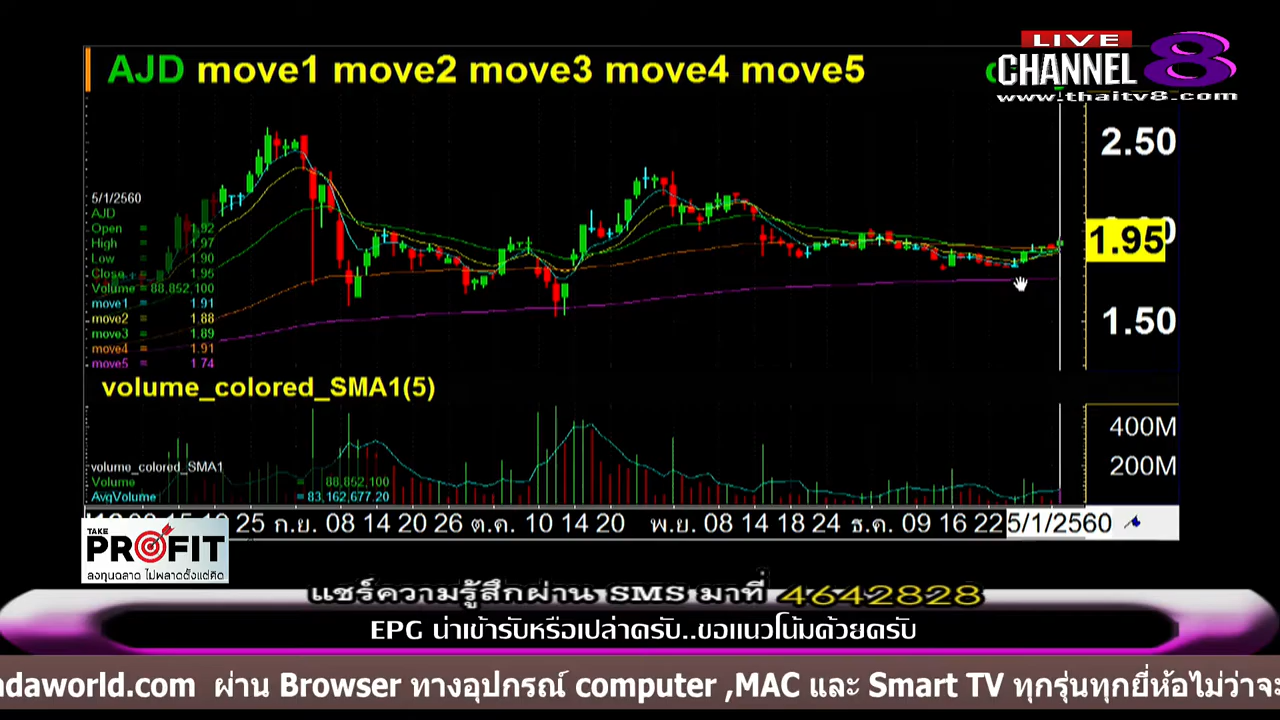 LIVE
CHANNEL 8
www.thaitv8.com
AJD move1 move2 move3 move4 move5
2.50
1.95
1.50
5/1/2560
AJD
Open = 1.92
High = 1.97
Low = 1.90
Close = 1.95
Volume = 88,852,100
move1 = 1.91
move2 = 1.88
move3 = 1.89
move4 = 1.91
move5 = 1.74
volume_colored_SMA1(5)
400M
200M
volume_colored_SMA1
Volume = 88,852,100
AvgVolume = 83,162,677.20
25 ก.ย. 08 14 20 26 ต.ค. 10 14 20 พ.ย. 08 14 18 24 ธ.ค. 09 16 22 5/1/2560
TAKE
PROFIT
ลงทุนฉลาด ไม่พลาดตั้งแต่คิด
แชร์ความรู้สึกผ่าน SMS มาที่ 4642828
EPG น่าเข้ารึยังหรือเปล่าครับ..ขอแนวโน้มด้วยครับ
adaworld.com ผ่าน Browser ทางอุปกรณ์ computer ,MAC และ Smart TV ทุกรุ่นทุกยี่ห้อไม่ว่าจะ